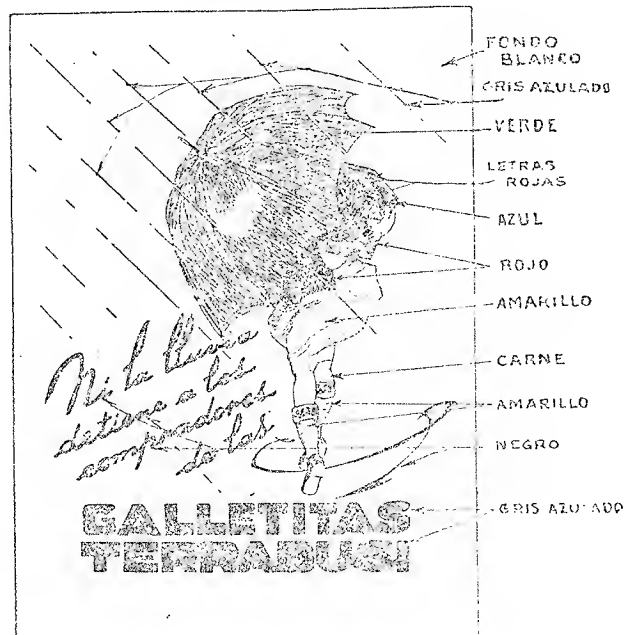 FONDO
BLANCO
GRIS AZULADO
VERDE
LETRAS
ROJAS
AZUL
ROJO
AMARILLO
CARNE
AMARILLO
NEGRO
GRIS AZULADO
Ni la lluvia
detiene a los
compradores
de las
GALLETITAS
TERRABUSI